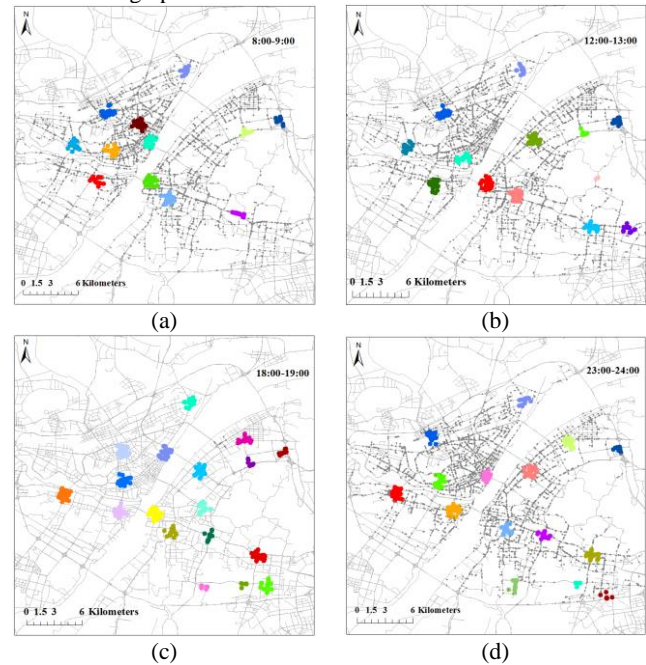 N
8:00-9:00
0 1.5 3 6 Kilometers
(a)
N
12:00-13:00
0 1.5 3 6 Kilometers
(b)
N
18:00-19:00
0 1.5 3 6 Kilometers
(c)
N
23:00-24:00
0 1.5 3 6 Kilometers
(d)